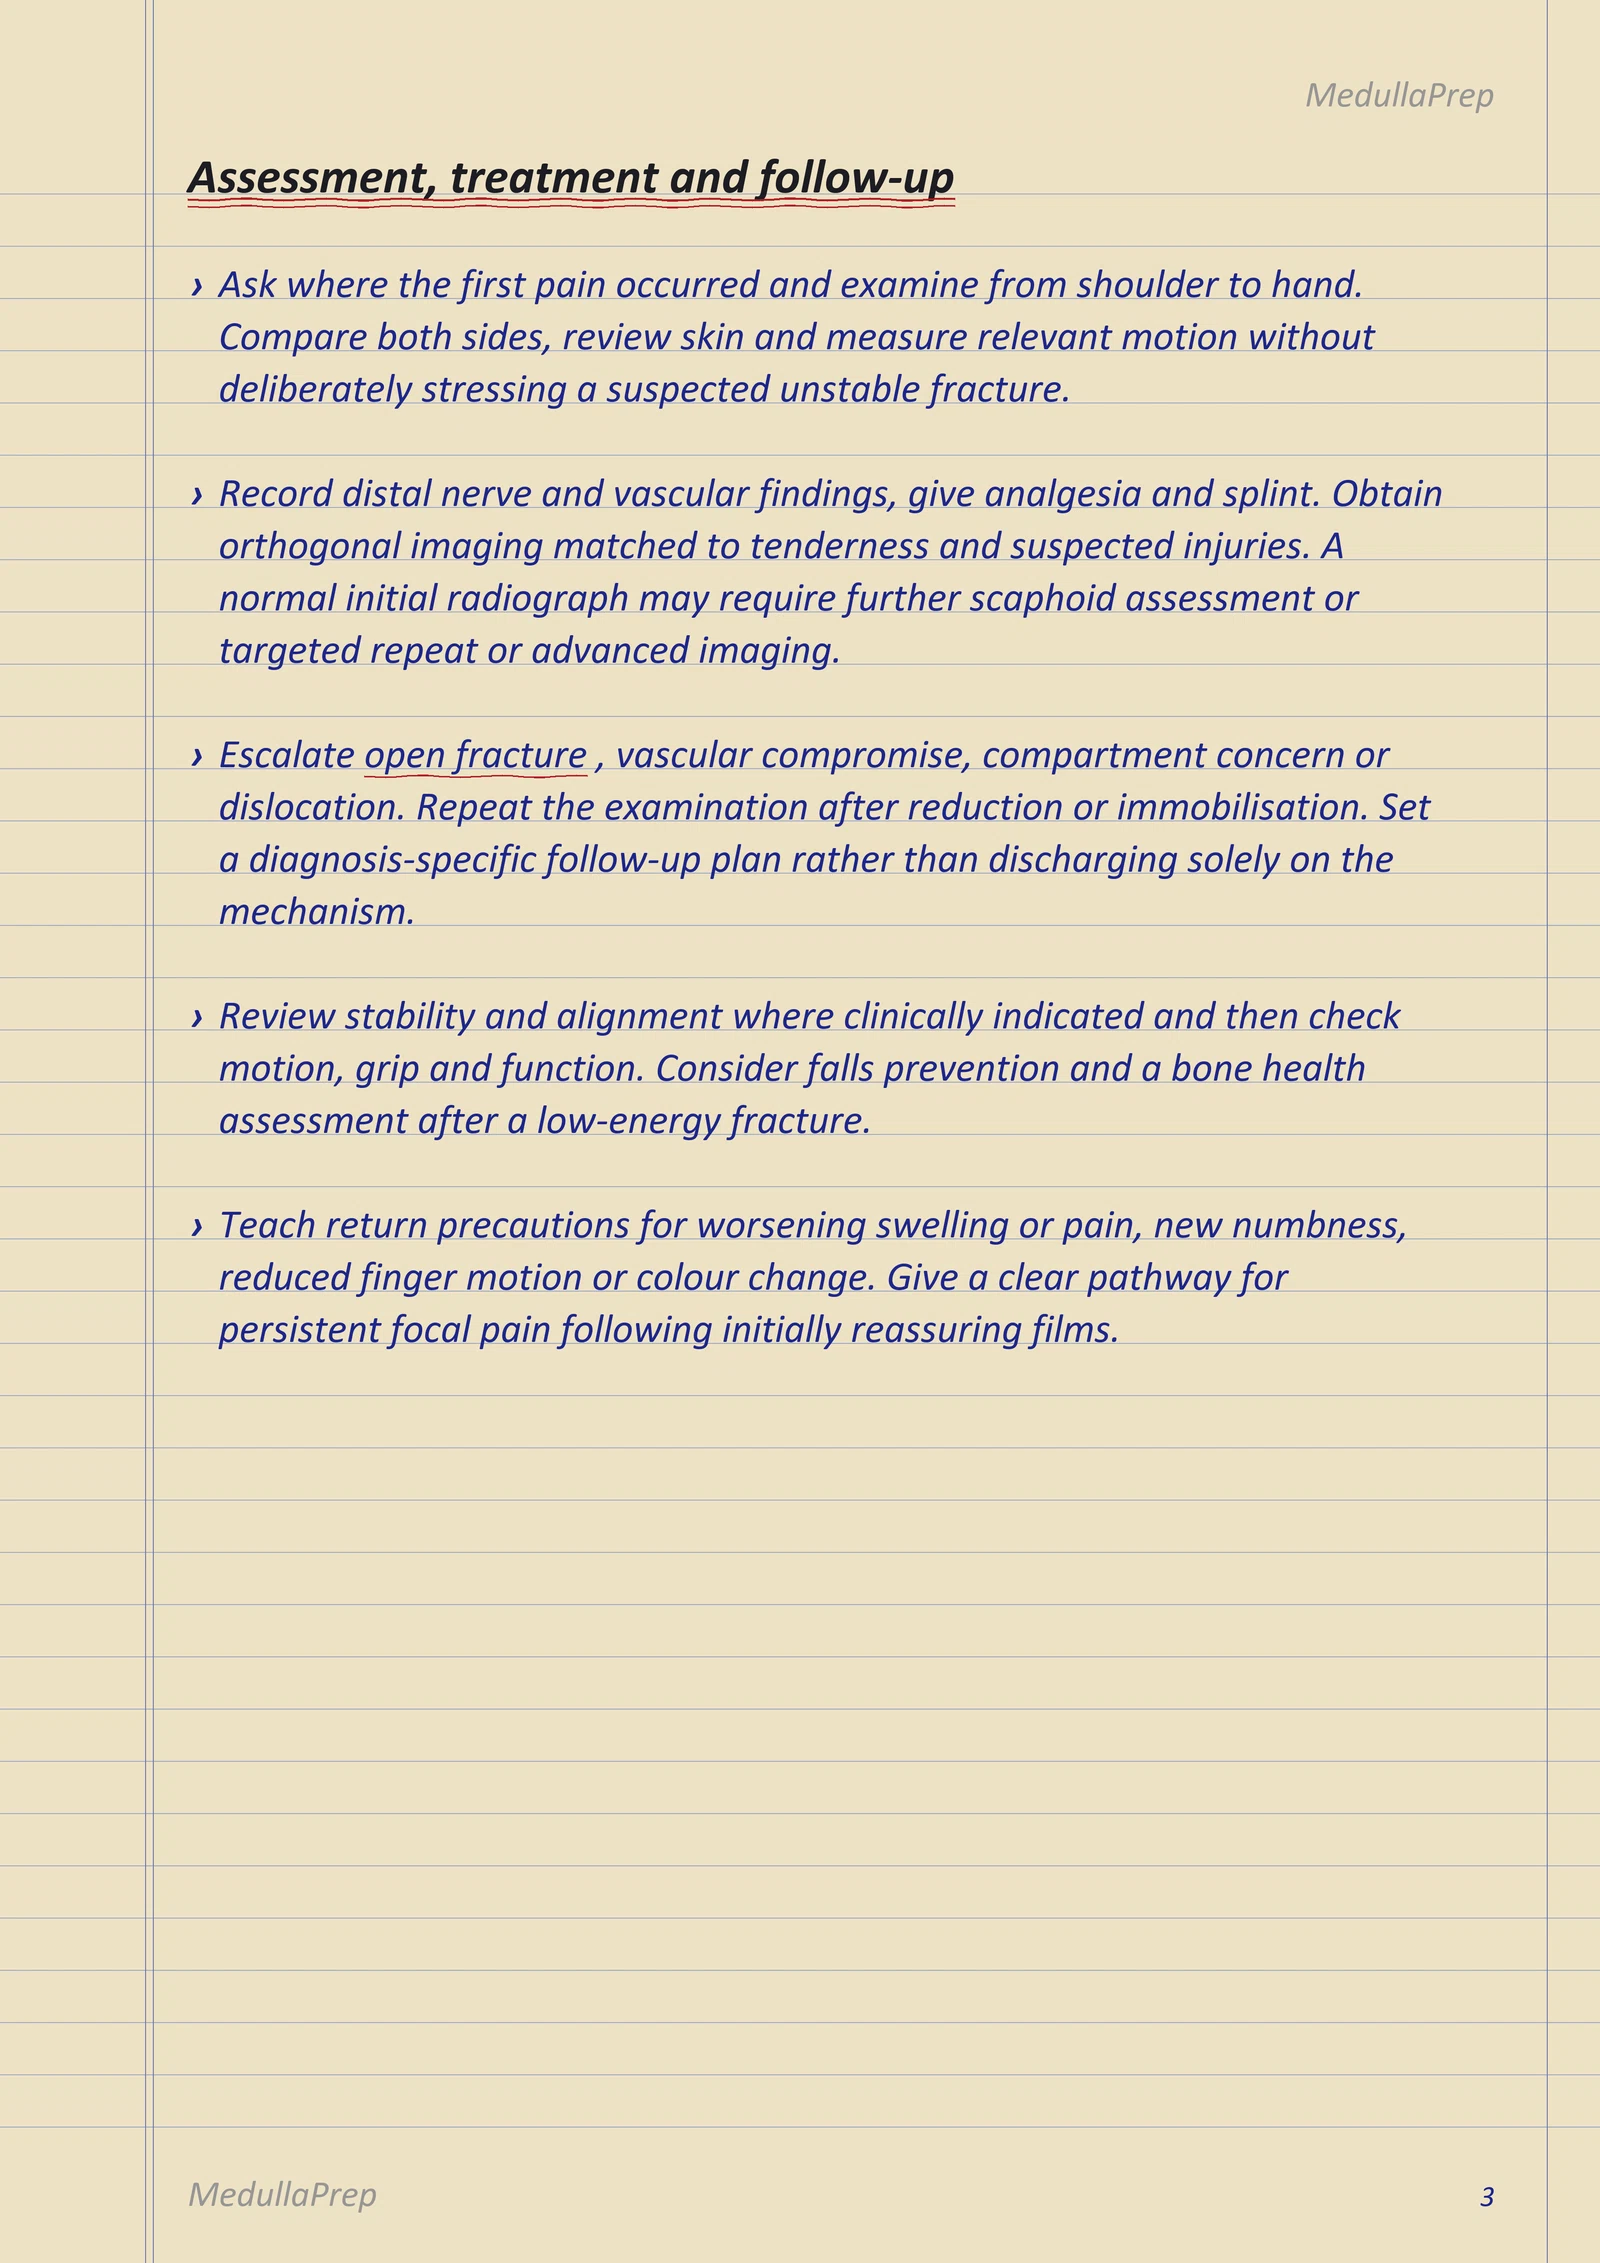 MedullaPrep
Assessment, treatment and follow-up
› Ask where the first pain occurred and examine from shoulder to hand.
Compare both sides, review skin and measure relevant motion without
deliberately stressing a suspected unstable fracture.
› Record distal nerve and vascular findings, give analgesia and splint. Obtain
orthogonal imaging matched to tenderness and suspected injuries. A
normal initial radiograph may require further scaphoid assessment or
targeted repeat or advanced imaging.
› Escalate open fracture , vascular compromise, compartment concern or
dislocation. Repeat the examination after reduction or immobilisation. Set
a diagnosis-specific follow-up plan rather than discharging solely on the
mechanism.
› Review stability and alignment where clinically indicated and then check
motion, grip and function. Consider falls prevention and a bone health
assessment after a low-energy fracture.
› Teach return precautions for worsening swelling or pain, new numbness,
reduced finger motion or colour change. Give a clear pathway for
persistent focal pain following initially reassuring films.
MedullaPrep
3